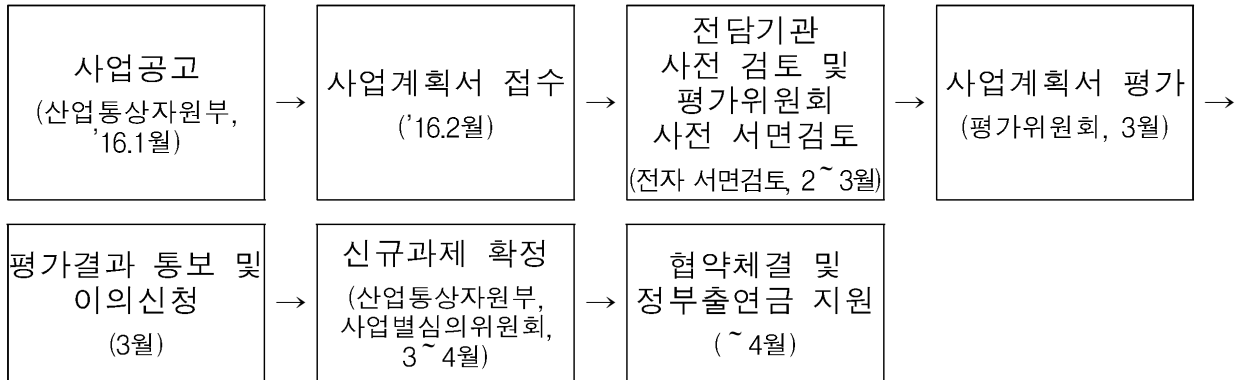 사업공고
(산업통상자원부,
'16.1월)
→
사업계획서 접수
('16.2월)
→
전담기관
사전 검토 및
평가위원회
사전 서면검토
(전자 서면검토, 2~3월)
→
사업계획서 평가
(평가위원회, 3월)
→
평가결과 통보 및
이의신청
(3월)
→
신규과제 확정
(산업통상자원부,
사업별심의위원회,
3~4월)
→
협약체결 및
정부출연금 지원
(~4월)